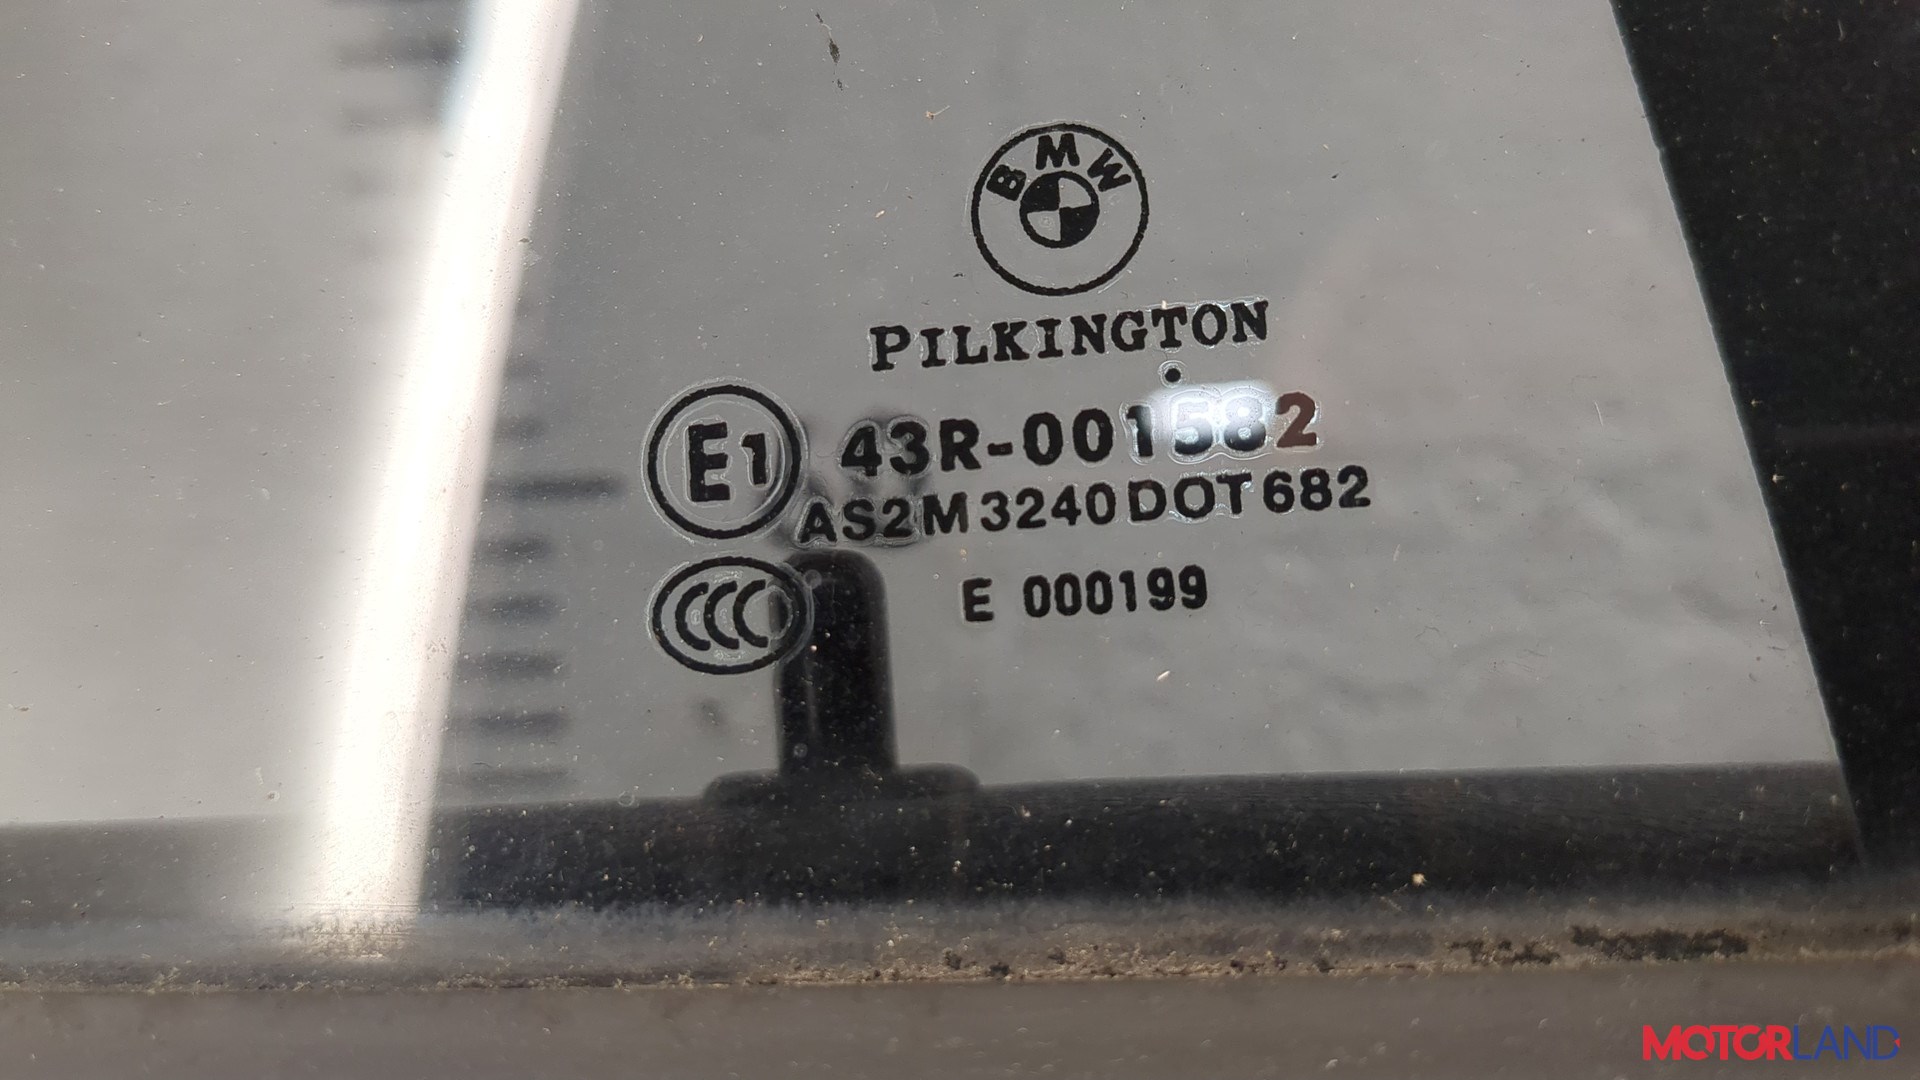 BMW
PILKINGTON
E1 43R-001582
AS2M3240DOT682
CCC E 000199
MOTORLAND